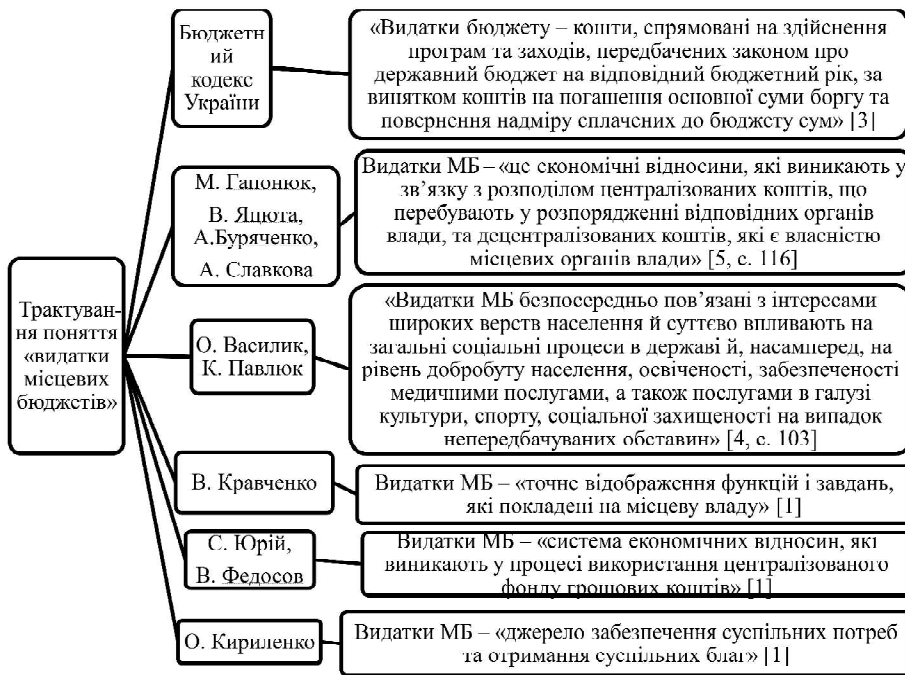 Трактуван-
ня поняття
«видатки
місцевих
бюджетів»
Бюджетн
ий
кодекс
України
«Видатки бюджету – кошти, спрямовані на здійснення
програм та заходів, передбачених законом про
державний бюджет на відповідний бюджетний рік, за
винятком коштів на погашення основної суми боргу та
повернення надміру сплачених до бюджету сум» [3]
М. Гапонюк,
В. Яцюта,
А.Буряченко,
А. Славкова
Видатки МБ – «це економічні відносини, які виникають у
зв’язку з розподілом централізованих коштів, що
перебувають у розпорядженні відповідних органів
влади, та децентралізованих коштів, які є власністю
місцевих органів влади» [5, с. 116]
О. Василик,
К. Павлюк
«Видатки МБ безпосередньо пов’язані з інтересами
широких верств населення й суттєво впливають на
загальні соціальні процеси в державі й, насамперед, на
рівень добробуту населення, освіченості, забезпеченості
медичними послугами, а також послугами в галузі
культури, спорту, соціальної захищеності на випадок
непередбачуваних обставин» [4, с. 103]
В. Кравченко
Видатки МБ – «точне відображення функцій і завдань,
які покладені на місцеву владу» [1]
С. Юрій,
В. Федосов
Видатки МБ – «система економічних відносин, які
виникають у процесі використання централізованого
фонду грошових коштів» [1]
О. Кириленко
Видатки МБ – «джерело забезпечення суспільних потреб
та отримання суспільних благ» [1]